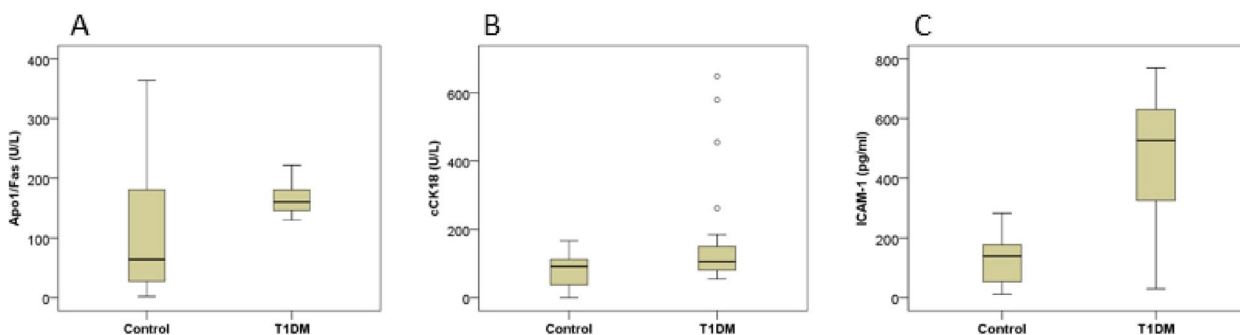 A
Apo1/Fas (U/L)
400
300
200
100
0
Control
T1DM
B
cCK18 (U/L)
600
400
200
0
Control
T1DM
C
ICAM-1 (pg/ml)
800
600
400
200
0
Control
T1DM